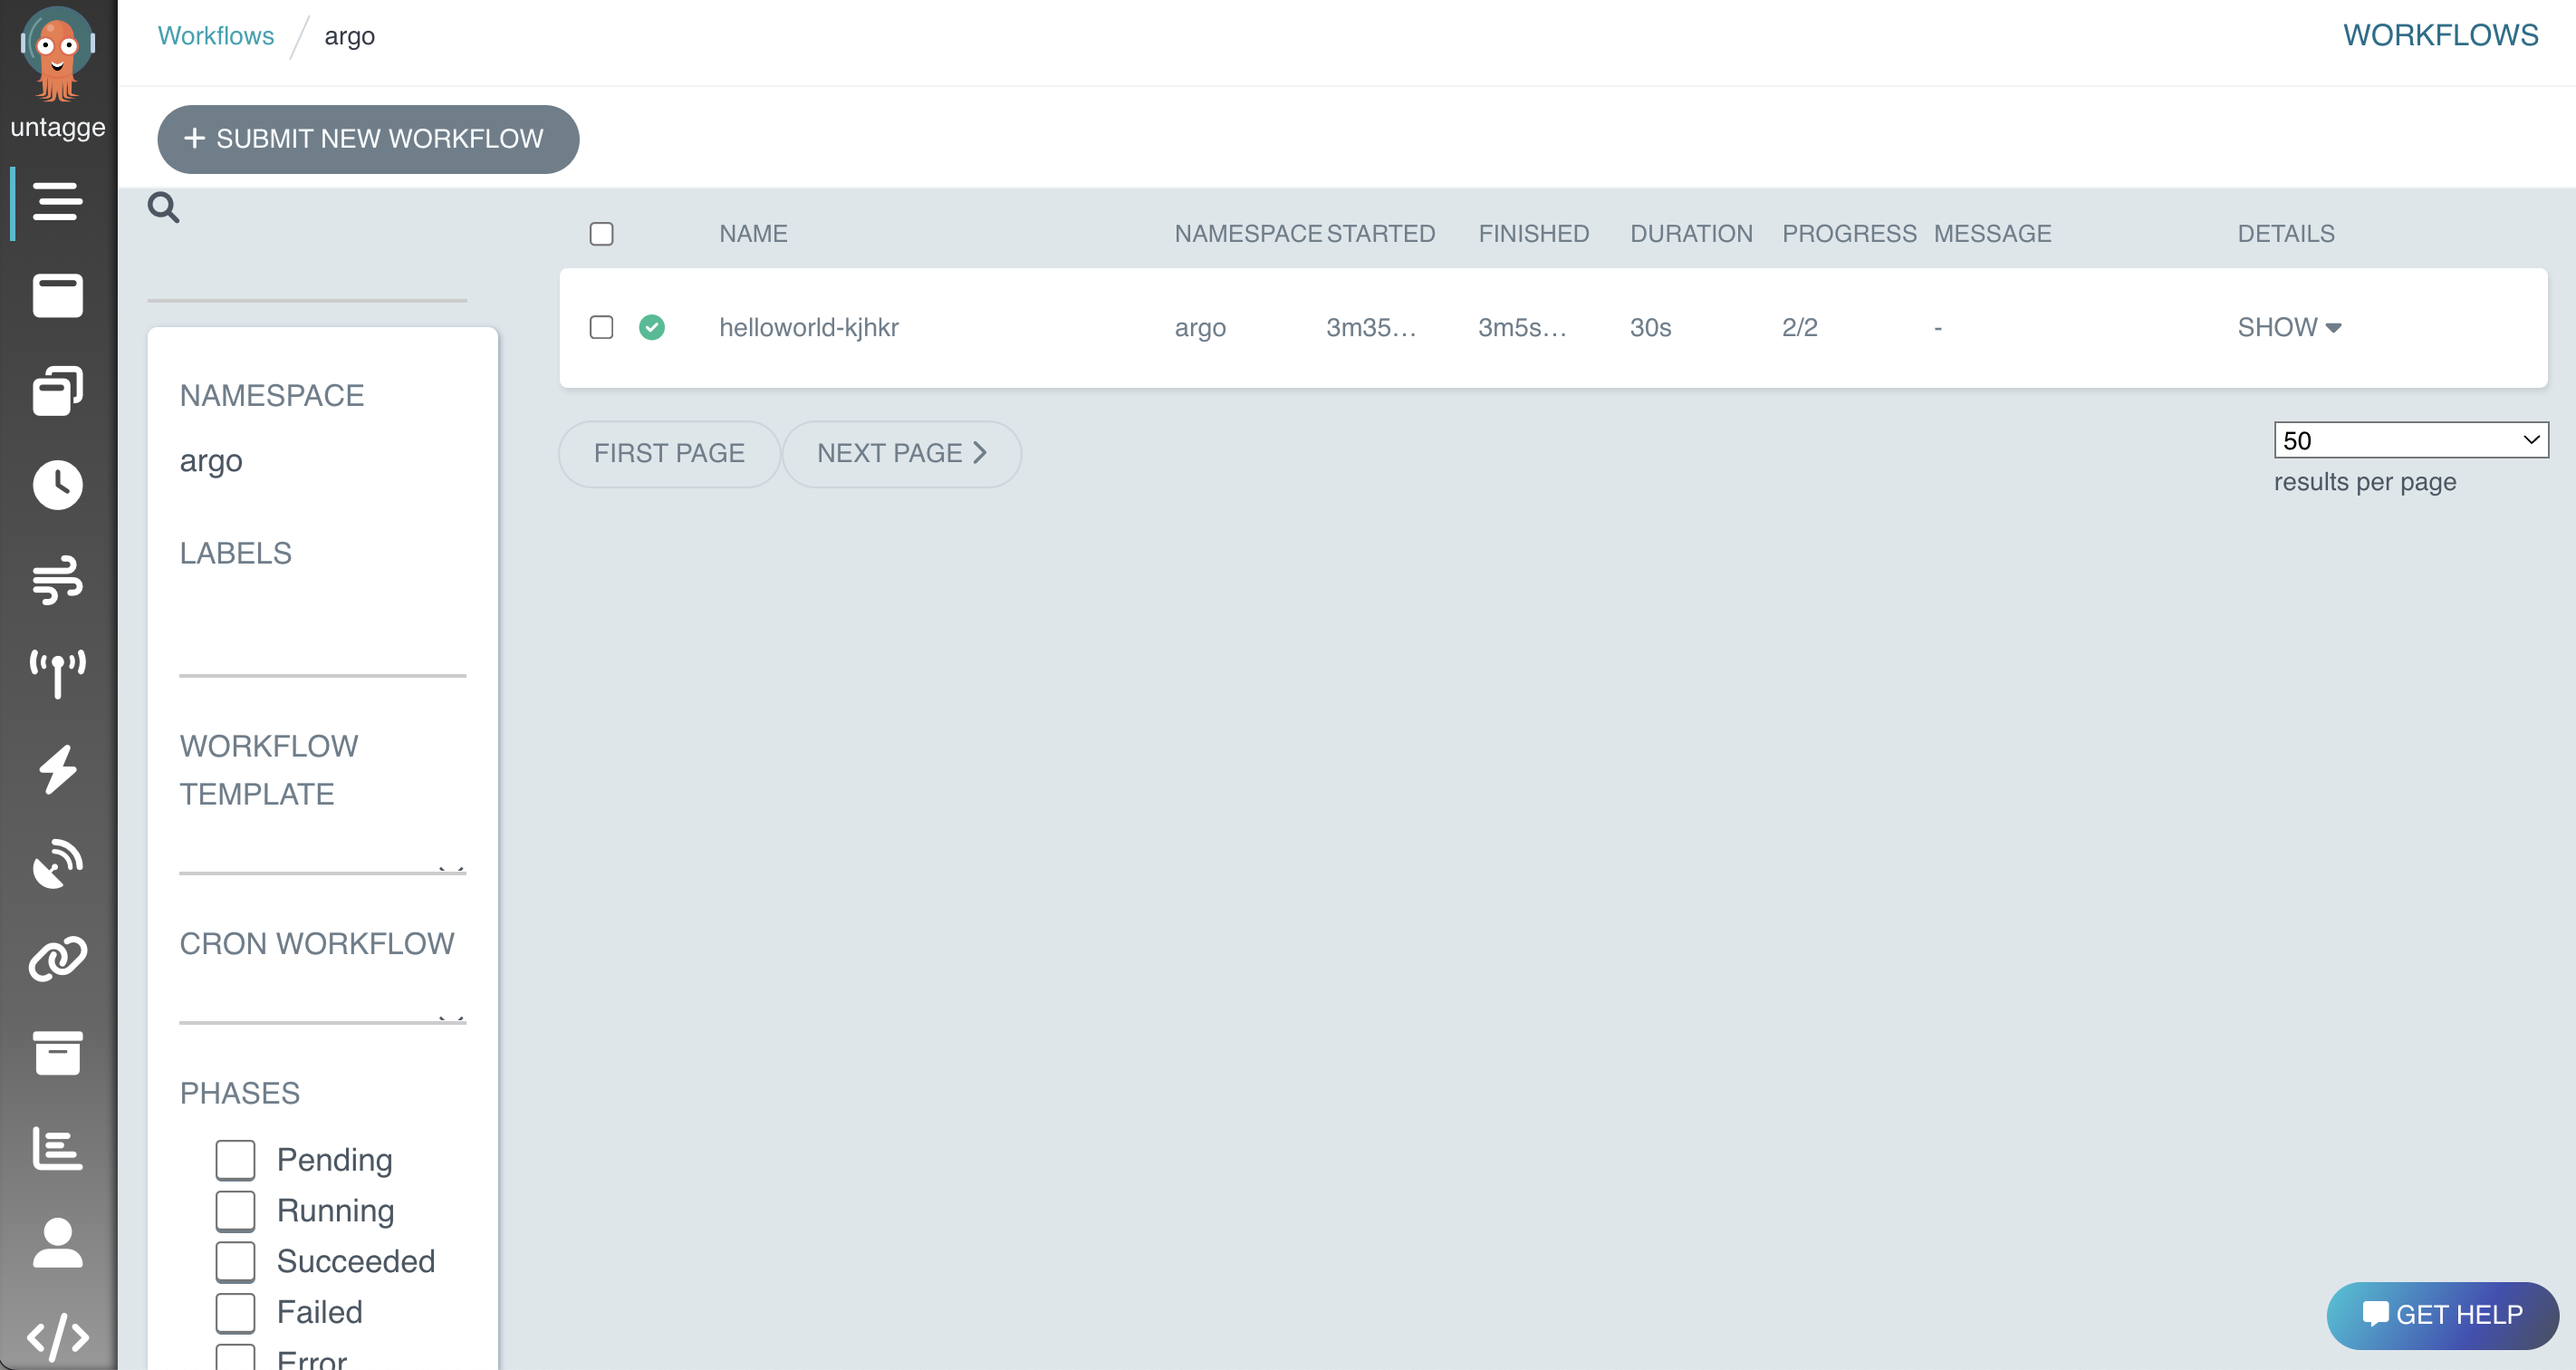 untagge
Workflows / argo
WORKFLOWS
+ SUBMIT NEW WORKFLOW
NAME NAMESPACE STARTED FINISHED DURATION PROGRESS MESSAGE DETAILS
helloworld-kjhkr argo 3m35... 3m5s... 30s 2/2 - SHOW
FIRST PAGE NEXT PAGE
50
results per page
NAMESPACE
argo
LABELS
WORKFLOW
TEMPLATE
CRON WORKFLOW
PHASES
Pending
Running
Succeeded
Failed
Error
GET HELP